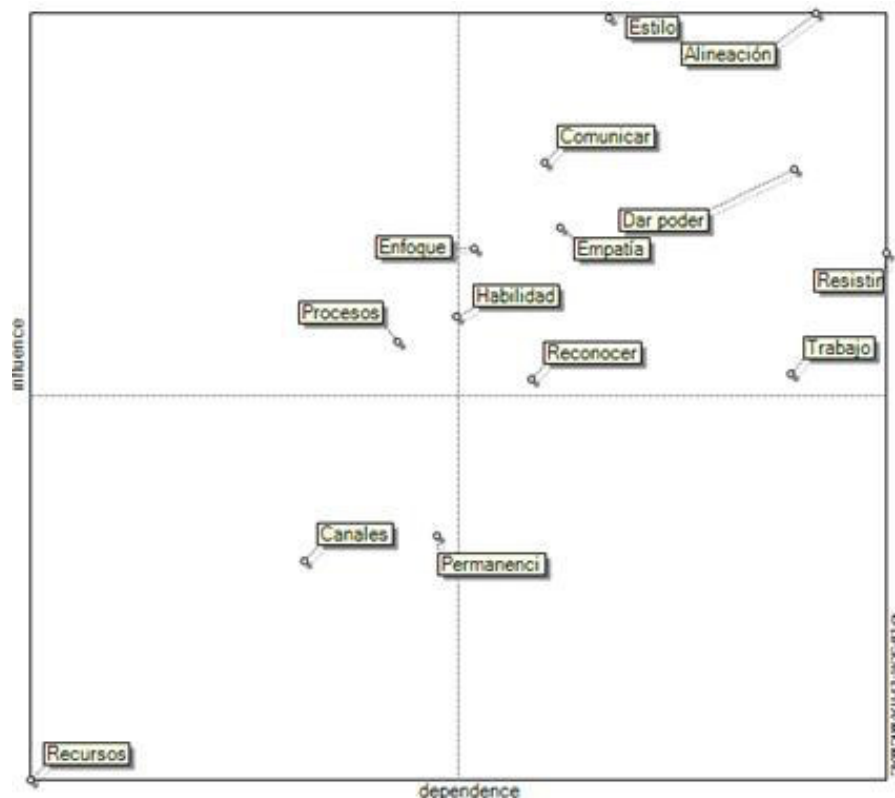 Estilo
Alineación
Comunicar
Dar poder
Enfoque
Empatía
Resistir
Habilidad
Procesos
Trabajo
Reconocer
influence
Canales
Permanenci
Recursos
dependence